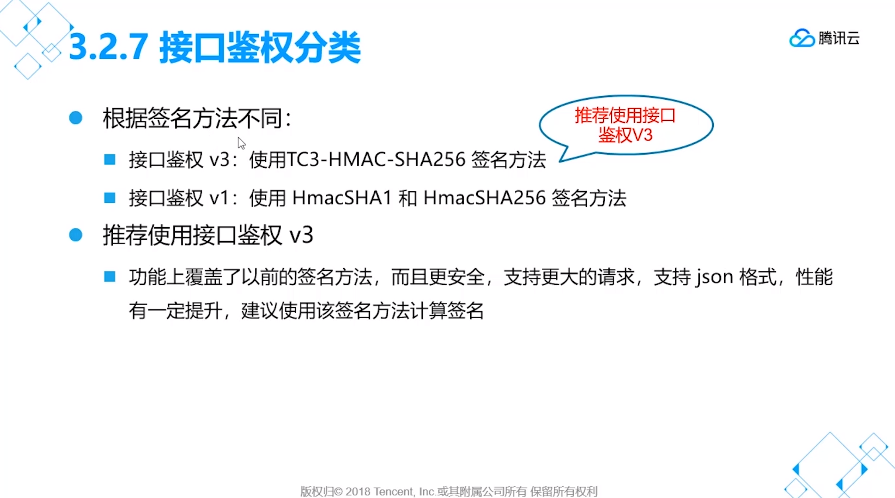 3.2.7 接口鉴权分类
腾讯云
根据签名方法不同：
推荐使用接口
鉴权V3
接口鉴权 v3：使用TC3-HMAC-SHA256 签名方法
接口鉴权 v1：使用 HmacSHA1 和 HmacSHA256 签名方法
推荐使用接口鉴权 v3
功能上覆盖了以前的签名方法，而且更安全，支持更大的请求，支持 json 格式，性能
有一定提升，建议使用该签名方法计算签名
版权归© 2018 Tencent, Inc.或其附属公司所有 保留所有权利